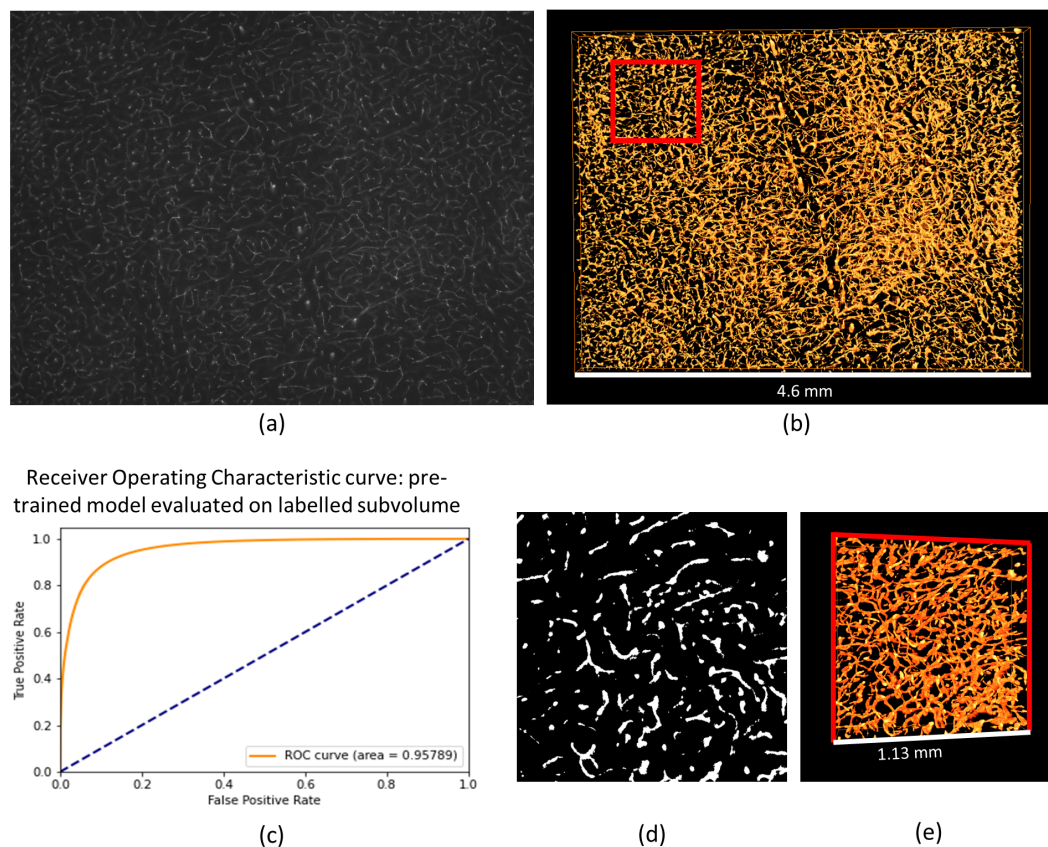 4.6 mm
(a)
(b)
Receiver Operating Characteristic curve: pre-
trained model evaluated on labelled subvolume
1.0
0.8
0.6
0.4
0.2
0.0
True Positive Rate
ROC curve (area = 0.95789)
0.0 0.2 0.4 0.6 0.8 1.0
False Positive Rate
1.13 mm
(c)
(d)
(e)